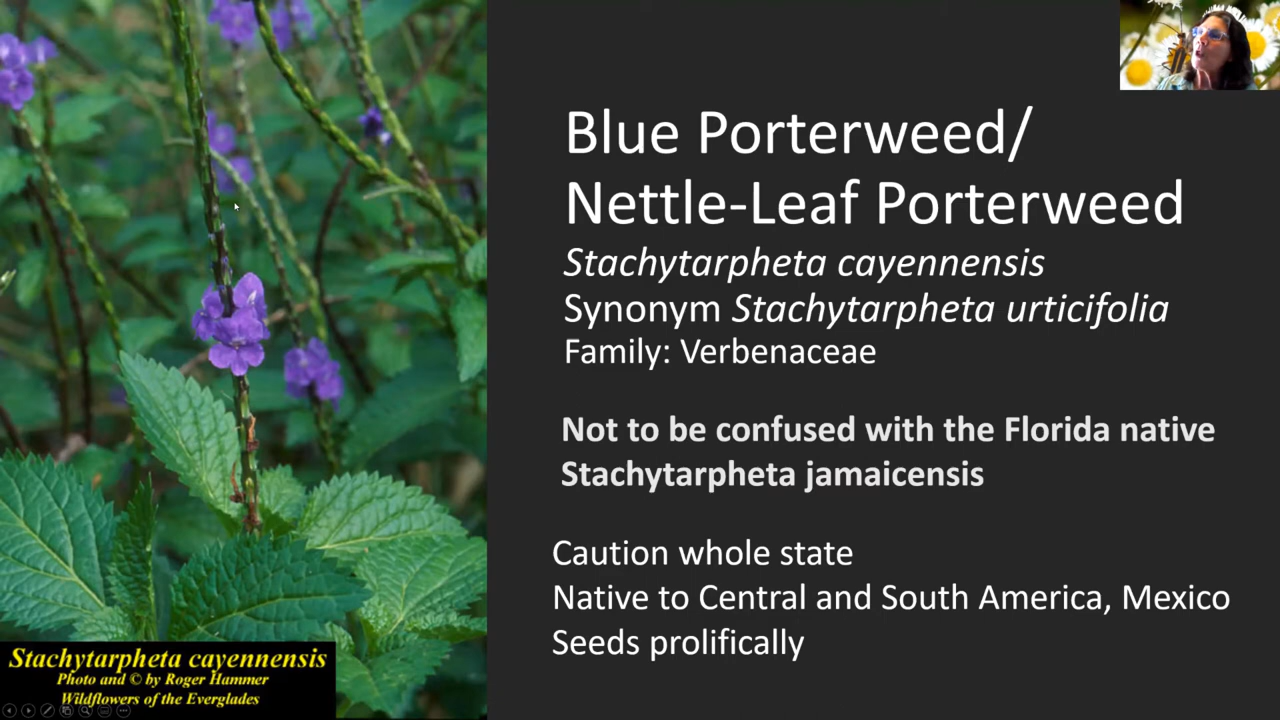 Blue Porterweed/
Nettle-Leaf Porterweed
Stachytarpheta cayennensis
Synonym Stachytarpheta urticifolia
Family: Verbenaceae
Not to be confused with the Florida native
Stachytarpheta jamaicensis
Caution whole state
Native to Central and South America, Mexico
Seeds prolifically
Stachytarpheta cayennensis
Photo and © by Roger Hammer
Wildflowers of the Everglades